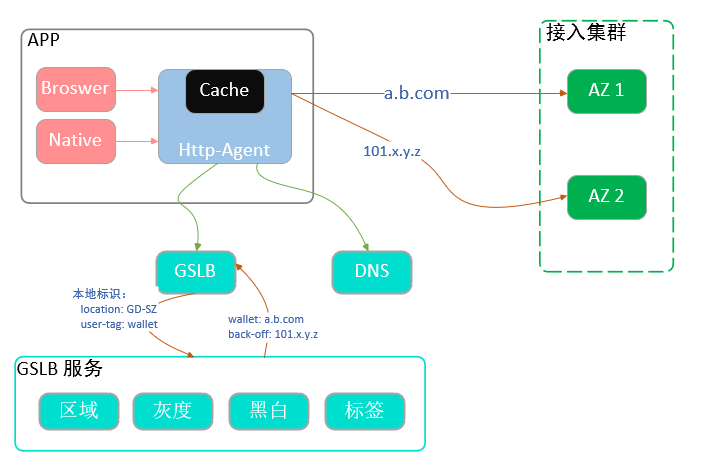 APP
接入集群
Broswer
Cache
a.b.com
AZ 1
Native
Http-Agent
101.x.y.z
AZ 2
GSLB
DNS
本地标识：
location: GD-SZ
user-tag: wallet
wallet: a.b.com
back-off: 101.x.y.z
GSLB 服务
区域
灰度
黑白
标签